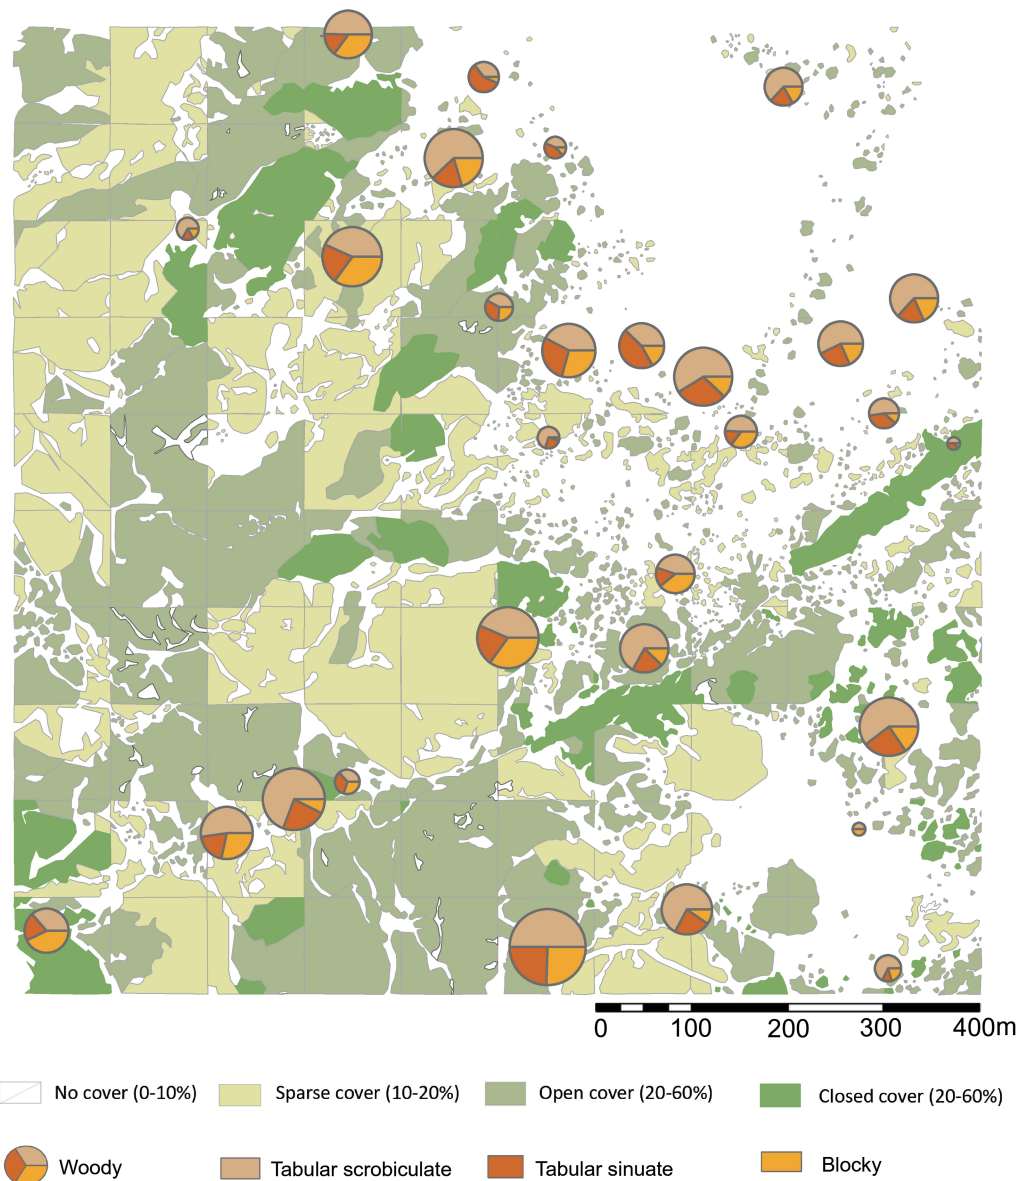 0 100 200 300 400m
No cover (0-10%) Sparse cover (10-20%) Open cover (20-60%) Closed cover (20-60%)
Woody Tabular scrobiculate Tabular sinuate Blocky